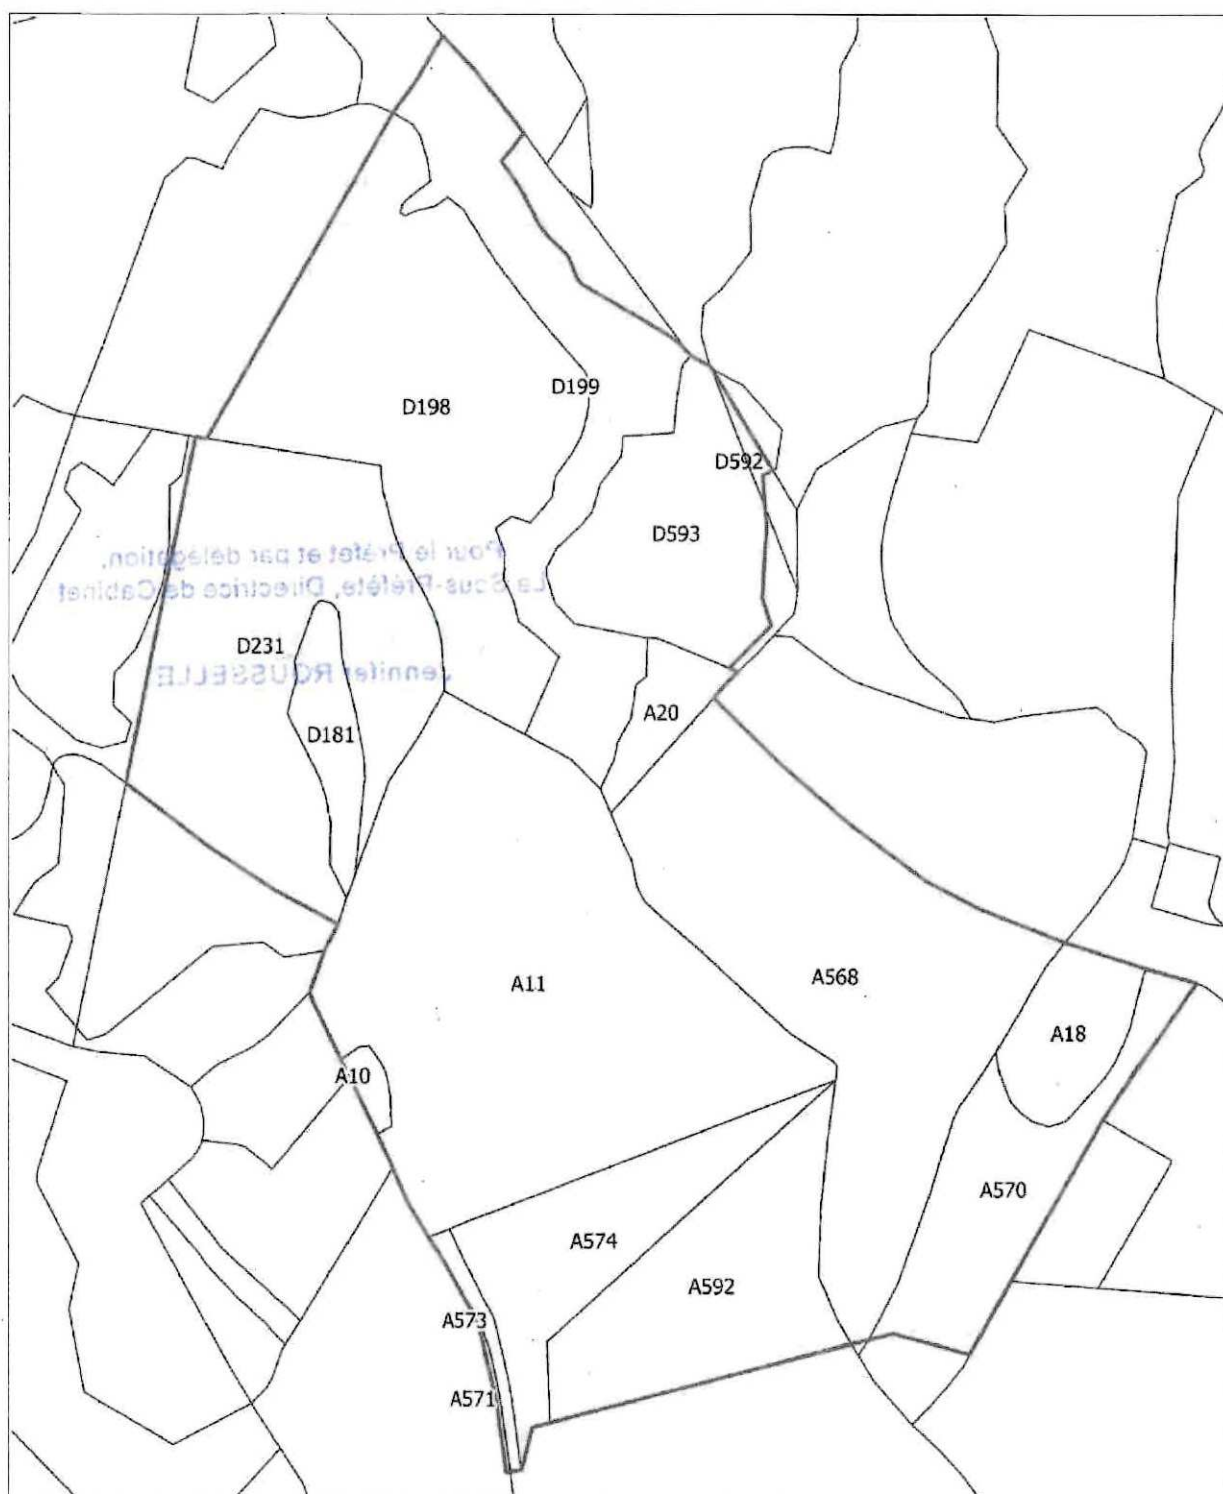 D199
D198
D592
D593
Pour le Préfet et par délégation,
La Sous-Préfète, Directrice de Cabinet
D231
Jennifer ROUSSELLE
A20
D181
A11
A568
A18
A10
A570
A574
A592
A573
A571